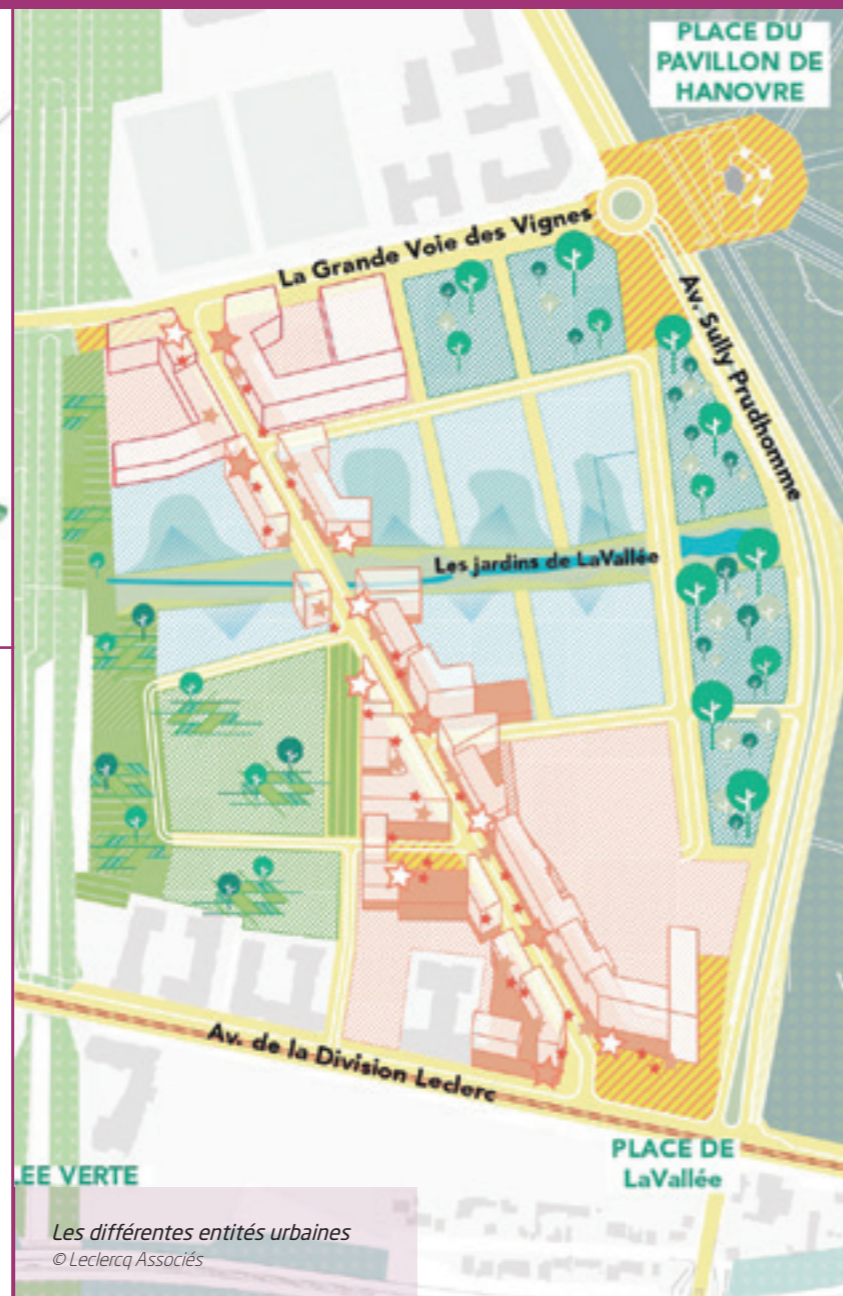 PLACE DU
PAVILLON DE
HANOVRE
La Grande Voie des Vignes
Av. Sully Prudhomme
Les jardins de LaVallée
Av. de la Division Leclerc
PLACE DE
LaVallée
LEE VERTE
Les différentes entités urbaines
© Leclercq Associés